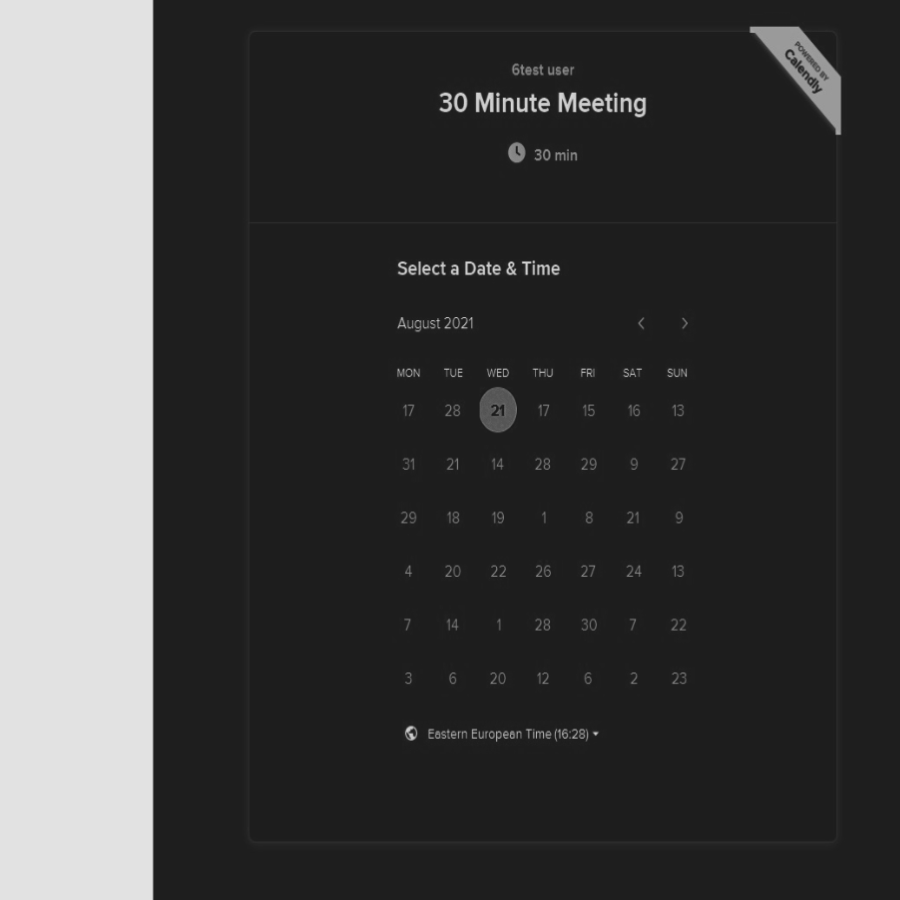 POWERED BY
Calendly
6test user
30 Minute Meeting
30 min
Select a Date & Time
August 2021
MON TUE WED THU FRI SAT SUN
17 28 21 17 15 16 13
31 21 14 28 29 9 27
29 18 19 1 8 21 9
4 20 22 26 27 24 13
7 14 1 28 30 7 22
3 6 20 12 6 2 23
Eastern European Time (16:28)